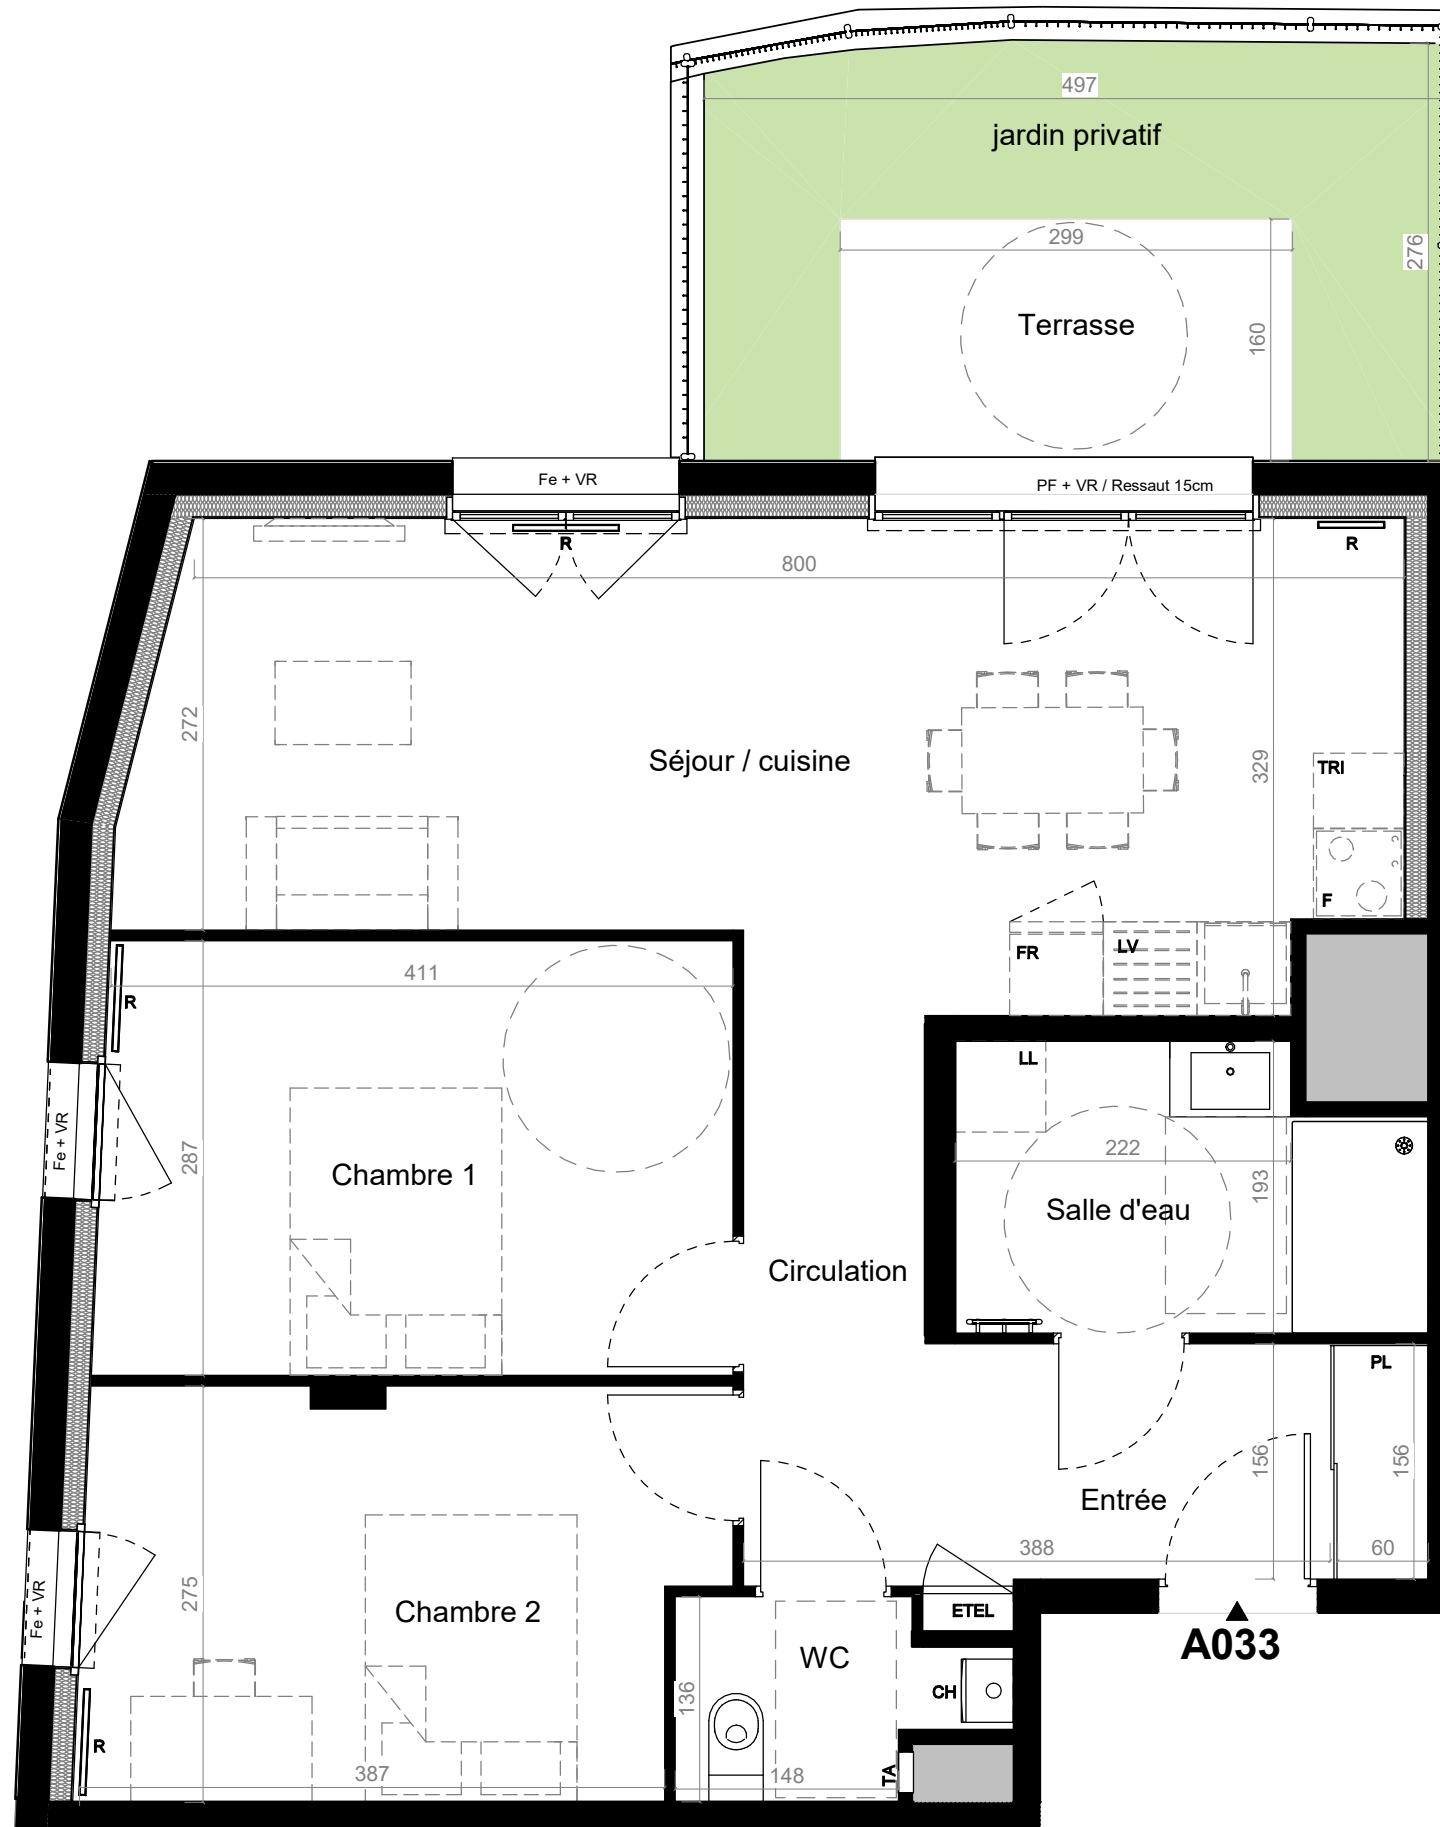 497
jardin privatif
299
276
Terrasse
160
Fe + VR
PF + VR / Ressaut 15cm
R
R
800
272
Séjour / cuisine
329
TRI
F
FR
LV
411
R
LL
Fe + VR
287
Chambre 1
222
193
Salle d'eau
Circulation
PL
156
156
Entrée
388
60
Fe + VR
275
Chambre 2
ETEL
A033
WC
136
CH
R
387
148
TA